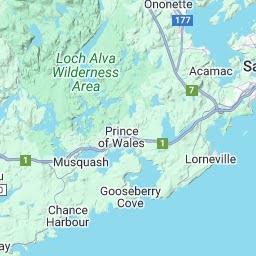 Ononette
177
Loch Alva
Wilderness
Area
Acamac
Sa
7
Prince
of Wales
1
1
Musquash
Lorneville
Gooseberry
Cove
Chance
Harbour
ay